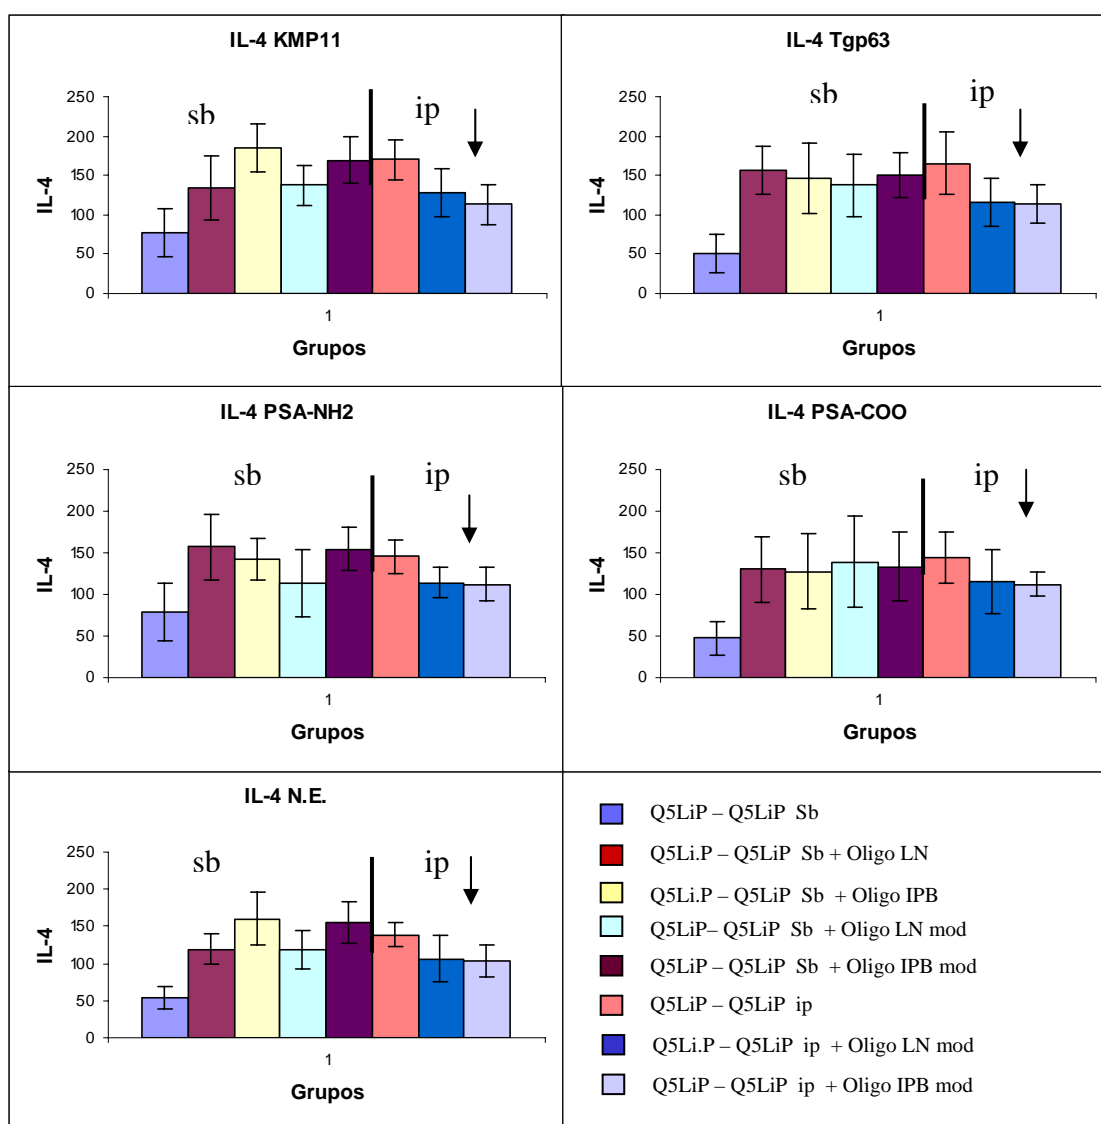 IL-4 KMP11
sb
ip
250
200
150
100
50
0
IL-4
1
Grupos
IL-4 Tgp63
sb
ip
250
200
150
100
50
0
IL-4
1
Grupos
IL-4 PSA-NH2
sb
ip
250
200
150
100
50
0
IL-4
1
Grupos
IL-4 PSA-COO
sb
ip
250
200
150
100
50
0
IL-4
1
Grupos
IL-4 N.E.
sb
ip
250
200
150
100
50
0
IL-4
1
Grupos
Q5LiP – Q5LiP Sb
Q5Li.P – Q5LiP Sb + Oligo LN
Q5Li.P – Q5LiP Sb + Oligo IPB
Q5LiP– Q5LiP Sb + Oligo LN mod
Q5LiP – Q5LiP Sb + Oligo IPB mod
Q5LiP – Q5LiP ip
Q5Li.P – Q5LiP ip + Oligo LN mod
Q5LiP – Q5LiP ip + Oligo IPB mod